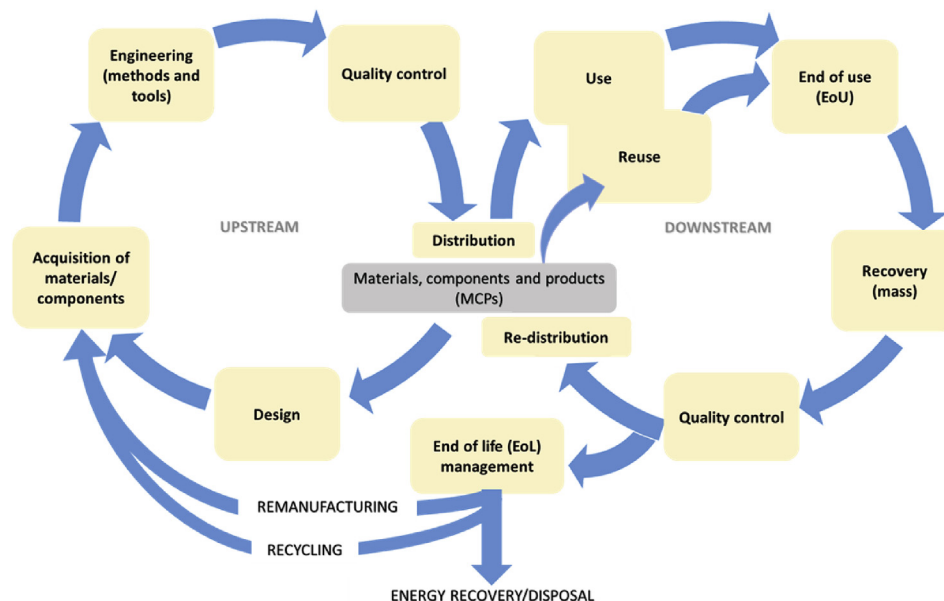 Engineering
(methods and
tools)
Quality control
Use
Reuse
End of use
(EoU)
UPSTREAM
DOWNSTREAM
Distribution
Acquisition of
materials/
components
Materials, components and products
(MCPs)
Recovery
(mass)
Re-distribution
Design
Quality control
End of life (EoL)
management
REMANUFACTURING
RECYCLING
ENERGY RECOVERY/DISPOSAL